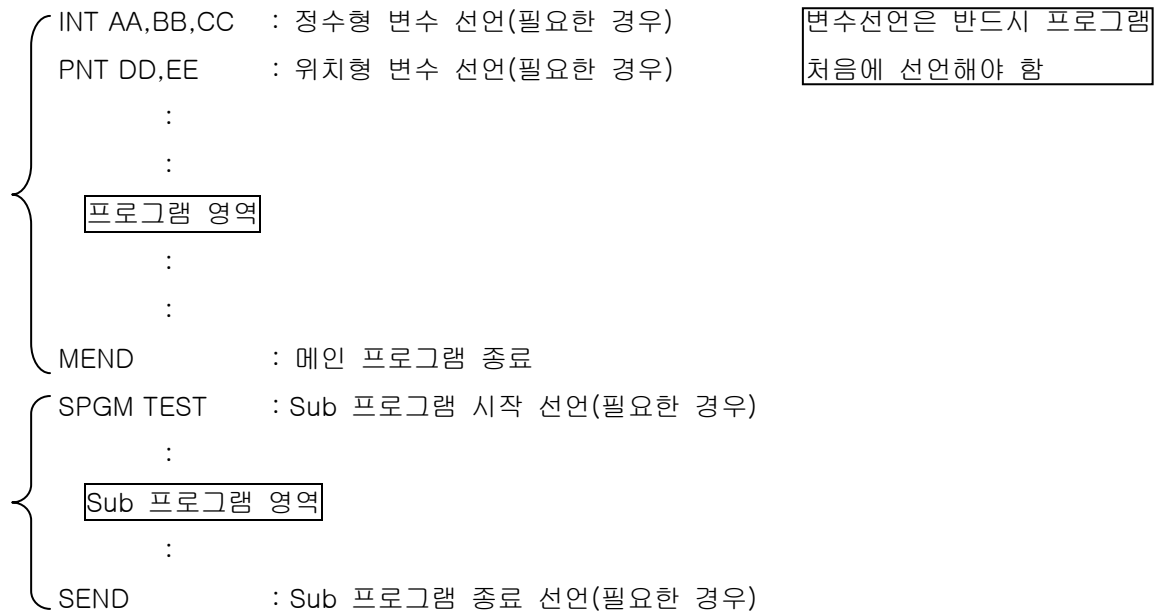 INT AA,BB,CC : 정수형 변수 선언(필요한 경우) 변수선언은 반드시 프로그램
PNT DD,EE : 위치형 변수 선언(필요한 경우) 처음에 선언해야 함
:
:
프로그램 영역
:
:
MEND : 메인 프로그램 종료
SPGM TEST : Sub 프로그램 시작 선언(필요한 경우)
:
Sub 프로그램 영역
:
SEND : Sub 프로그램 종료 선언(필요한 경우)